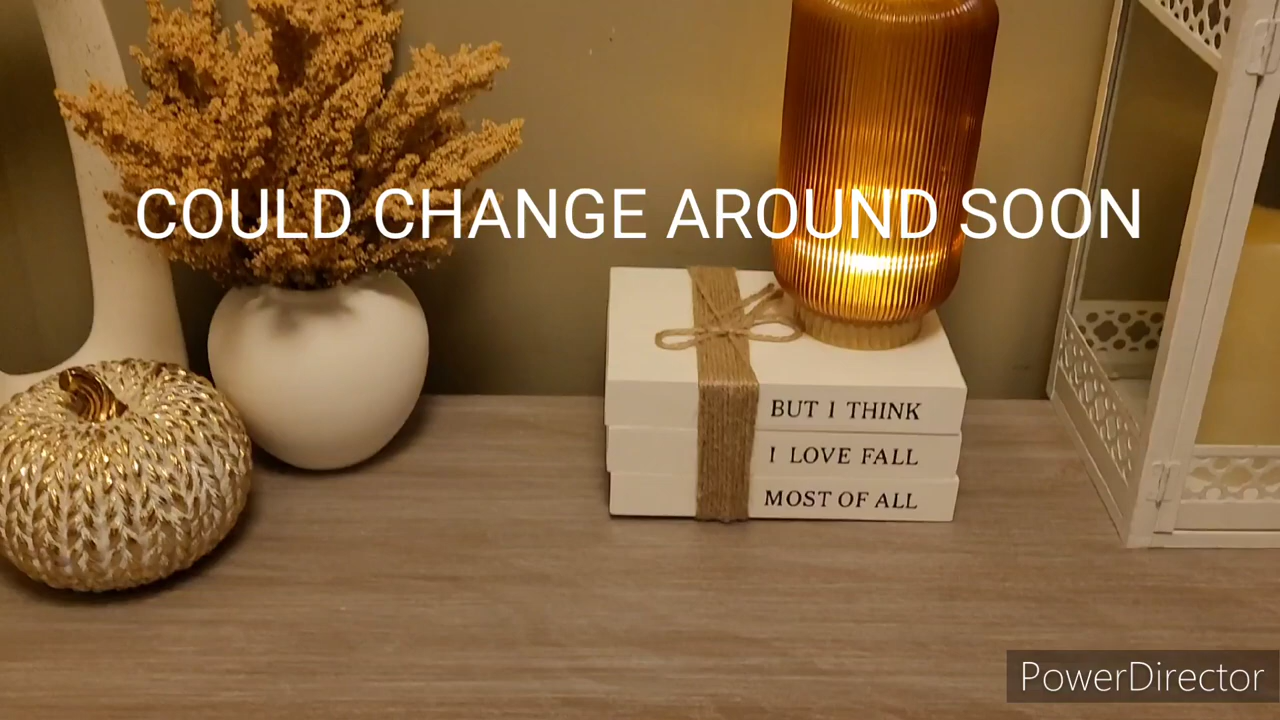 COULD CHANGE AROUND SOON
BUT I THINK
I LOVE FALL
MOST OF ALL
PowerDirector